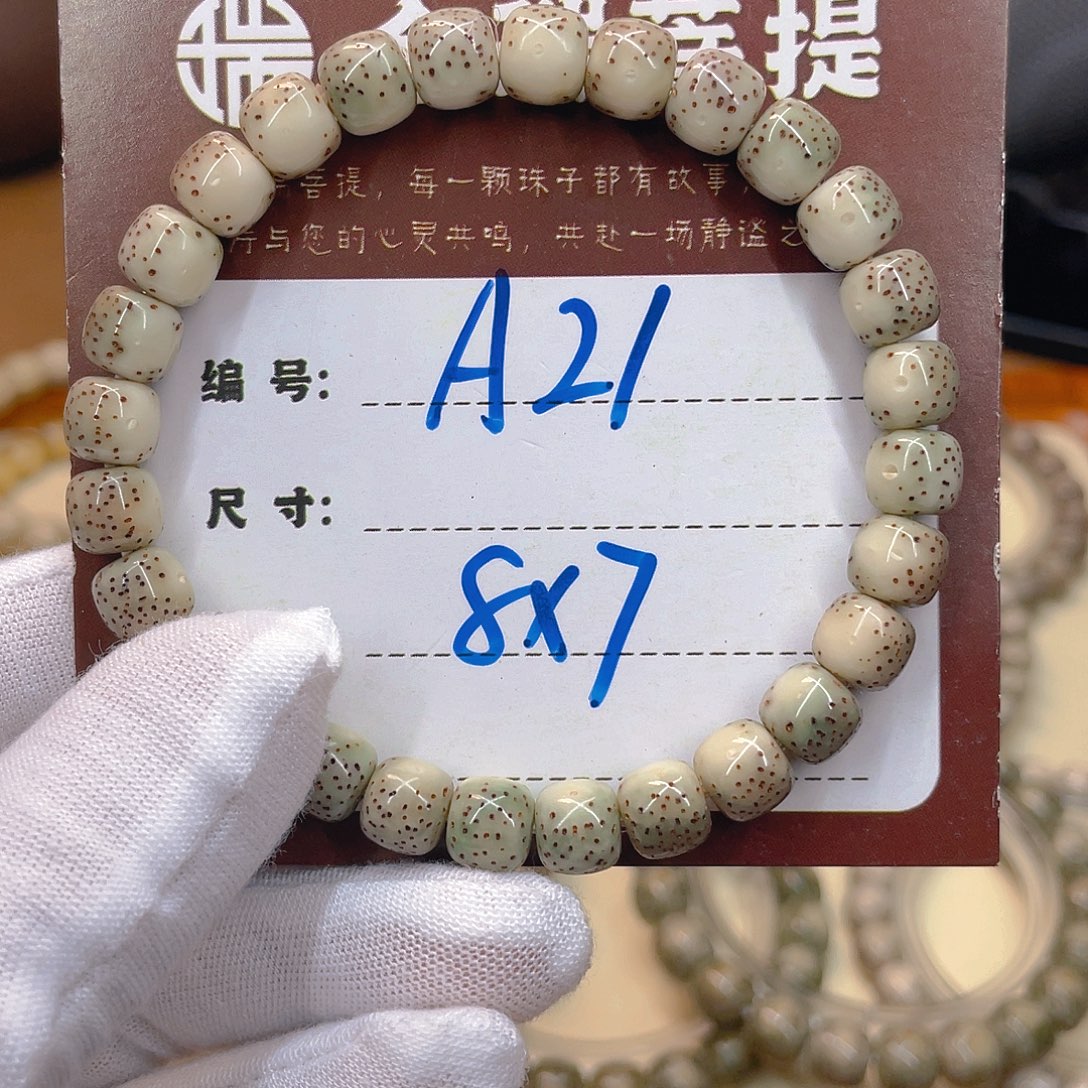 菩提
菩提，每一颗珠子都有故事，
与您的心灵共鸣，共赴一场静谧之
编号： A21
尺寸：
8x7